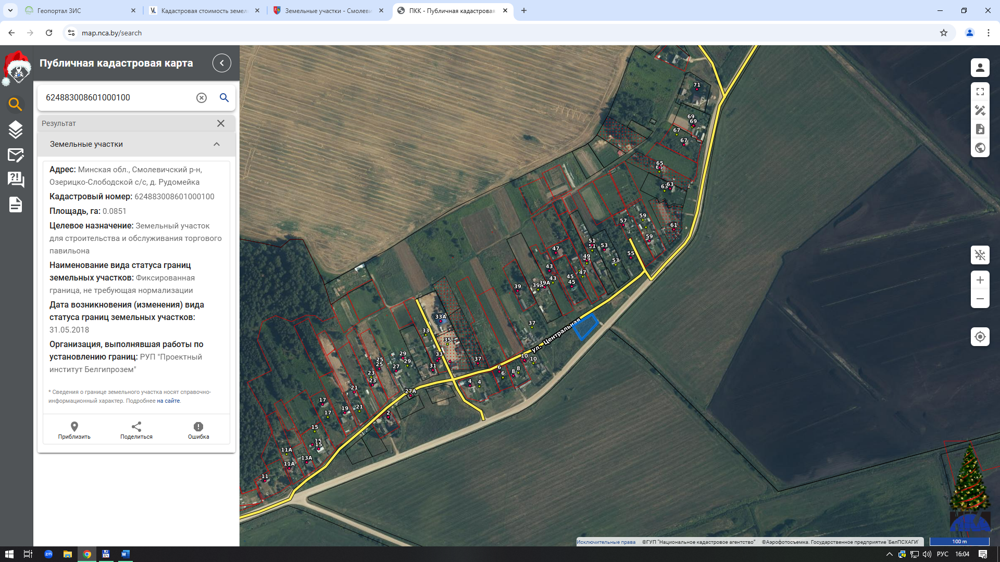 Геопортал ЗИС
Кадастровая стоимость земель
Земельные участки - Смолеви
ПКК - Публичная кадастровая
map.nca.by/search
Публичная кадастровая карта
624883008601000100
Результат
Земельные участки
Адрес: Минская обл., Смолевичский р-н,
Озерицко-Слободской с/с, д. Рудомейка
Кадастровый номер: 624883008601000100
Площадь, га: 0.0851
Целевое назначение: Земельный участок
для строительства и обслуживания торгового
павильона
Наименование вида статуса границ
земельных участков: Фиксированная
граница, не требующая нормализации
Дата возникновения (изменения) вида
статуса границ земельных участков:
31.05.2018
Организация, выполнявшая работы по
установлению границ: РУП "Проектный
институт Белгипрозем"
* Сведения о границе земельного участка носят справочно-
информационный характер. Подробнее на сайте.
Приблизить
Поделиться
Ошибка
71
69
69
67
67
65
63
63
59
57
61
59
51
51
53
47
55
49
53
43
47
43
45
45
39А
39
37
33А
33
35
29
33
37
10
10
25
29
25
27
31
6
8
8
6
23
23
4
4
21
27А
17
19
21
17
2
15
15
15
11А
13А
11А
11
ул. Центральная
Исключительные права ©ГУП "Национальное кадастровое агентство" ©Аэрофотосъемка. Государственное предприятие 'БелПСХАГИ'
100 m
zm
64
W
РУС
16:04